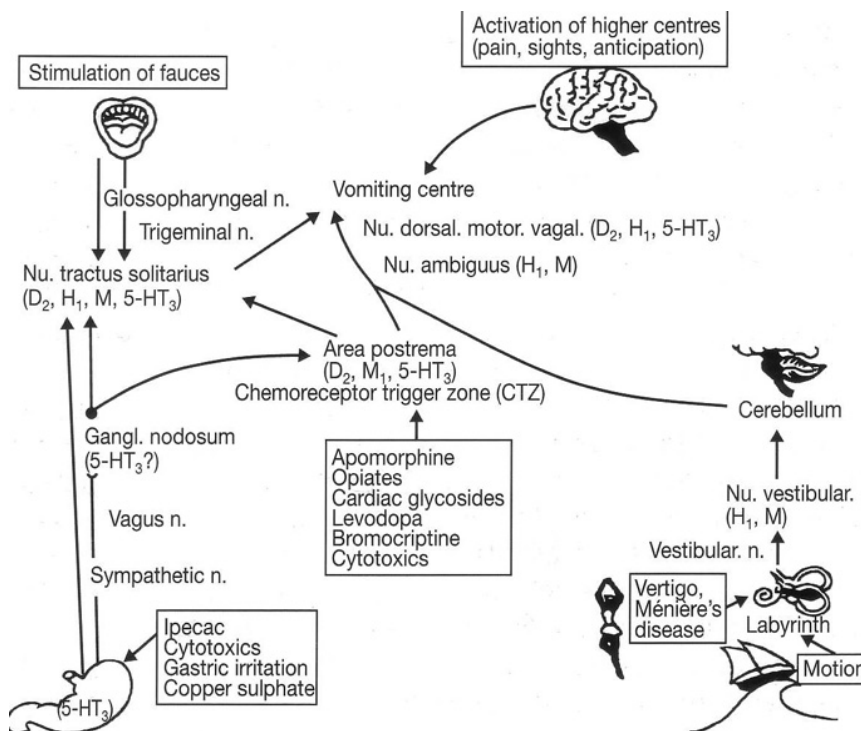 Activation of higher centres
(pain, sights, anticipation)
Stimulation of fauces
Glossopharyngeal n.
Trigeminal n.
Vomiting centre
Nu. dorsal. motor. vagal. (D₂, H₁, 5-HT₃)
Nu. ambiguus (H₁, M)
Nu. tractus solitarius
(D₂, H₁, M, 5-HT₃)
Area postrema
(D₂, M₁, 5-HT₃)
Chemoreceptor trigger zone (CTZ)
Cerebellum
Gangl. nodosum
(5-HT₃?)
Apomorphine
Opiates
Cardiac glycosides
Levodopa
Bromocriptine
Cytotoxics
Nu. vestibular.
(H₁, M)
Vagus n.
Vestibular. n.
Sympathetic n.
Vertigo,
Ménière's
disease
Labyrinth
Motion
Ipecac
Cytotoxics
Gastric irritation
Copper sulphate
(5-HT₃)